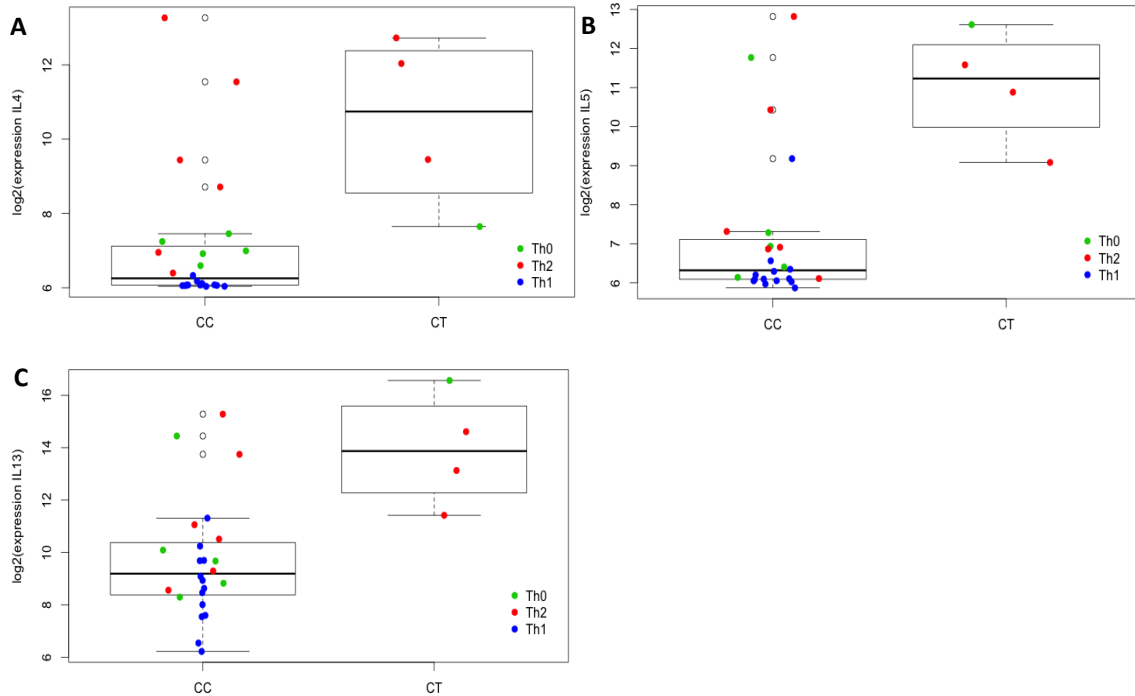 A
log2(expression IL4)
12
10
8
6
Th0
Th2
Th1
CC
CT
B
log2(expression IL5)
13
12
11
10
9
8
7
6
Th0
Th2
Th1
CC
CT
C
log2(expression IL13)
16
14
12
10
8
6
Th0
Th2
Th1
CC
CT